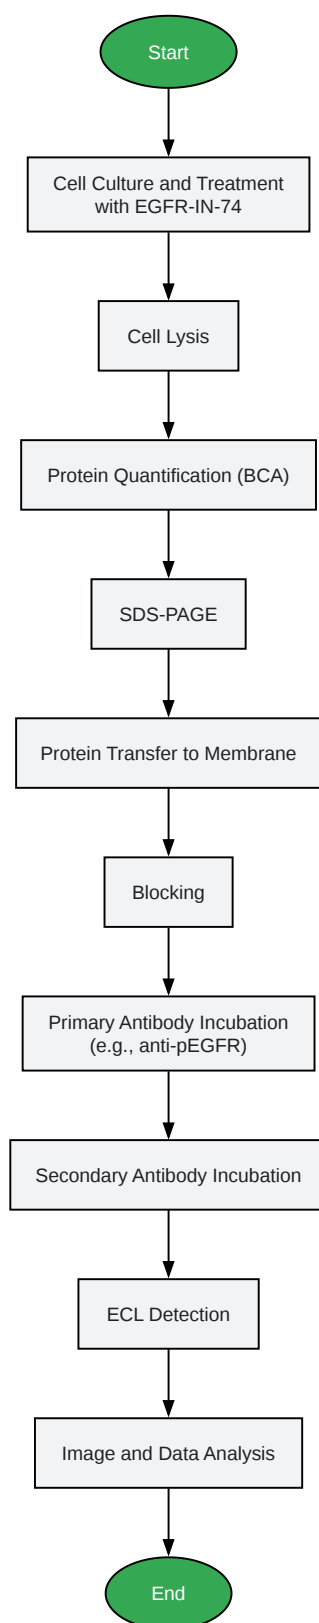 Start
Cell Culture and Treatment
with EGFR-IN-74
Cell Lysis
Protein Quantification (BCA)
SDS-PAGE
Protein Transfer to Membrane
Blocking
Primary Antibody Incubation
(e.g., anti-pEGFR)
Secondary Antibody Incubation
ECL Detection
Image and Data Analysis
End